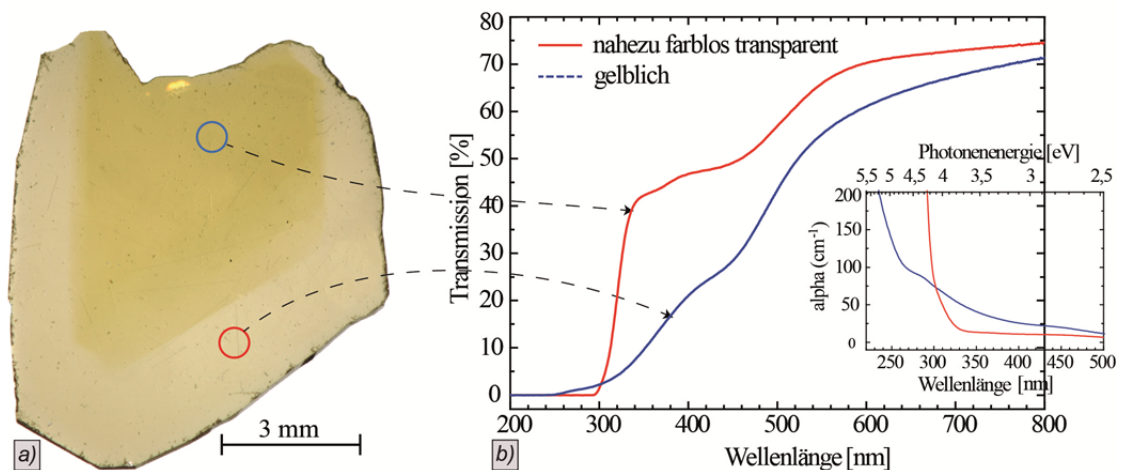 a)
3 mm
b)
Transmission [%]
80
70
60
50
40
30
20
10
0
nahezu farblos transparent
gelblich
200 300 400 500 600 700 800
Wellenlänge [nm]
Photonenenergie [eV]
5,5 5 4,5 4 3,5 3 2,5
alpha (cm⁻¹)
200
150
100
50
0
250 300 350 400 450 500
Wellenlänge [nm]